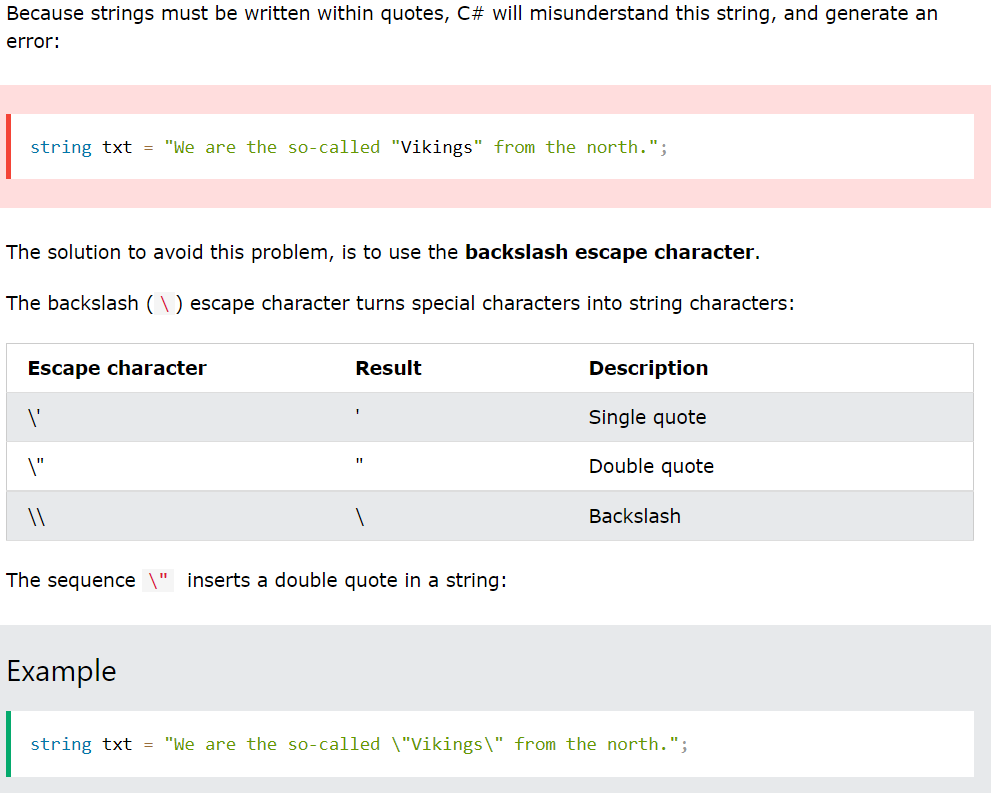 Because strings must be written within quotes, C# will misunderstand this string, and generate an
error:
string txt = "We are the so-called "Vikings" from the north.";
The solution to avoid this problem, is to use the backslash escape character.
The backslash (\) escape character turns special characters into string characters:
Escape character Result Description
\' ' Single quote
\" " Double quote
\\ \ Backslash
The sequence \" inserts a double quote in a string:
Example
string txt = "We are the so-called \"Vikings\" from the north.";